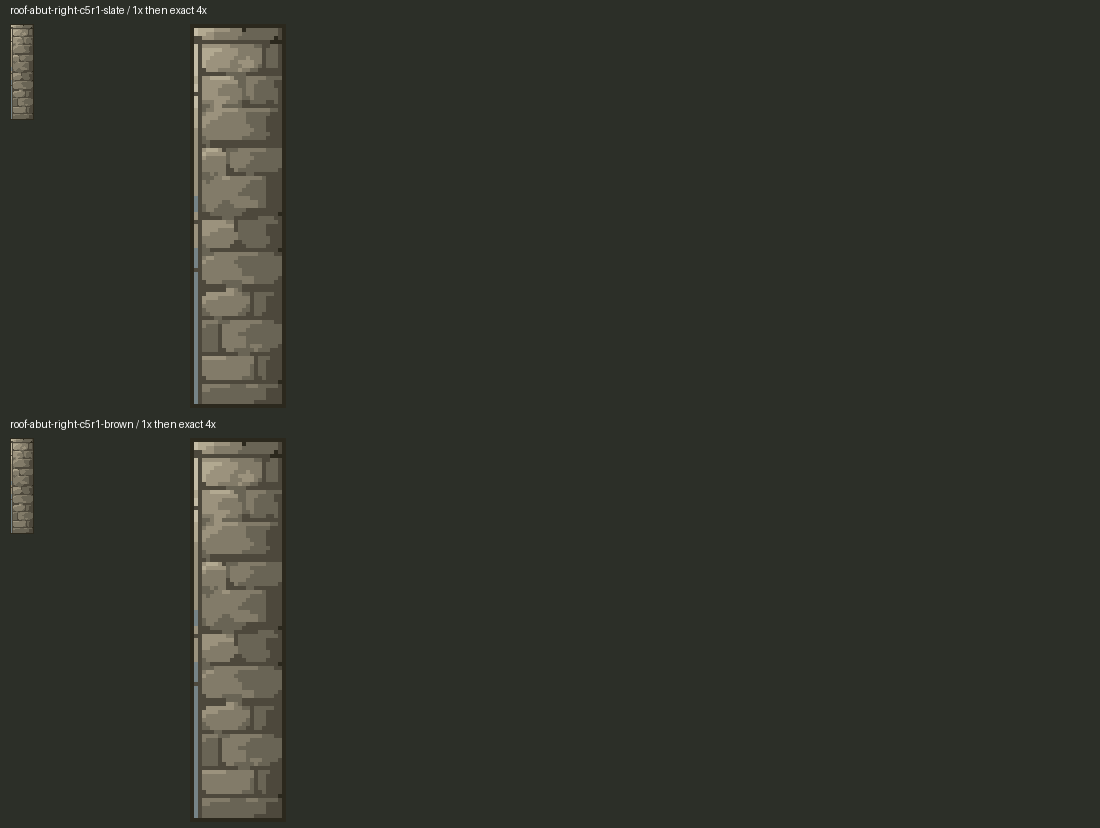 roof-abut-right-c5r1-slate / 1x then exact 4x
roof-abut-right-c5r1-brown / 1x then exact 4x